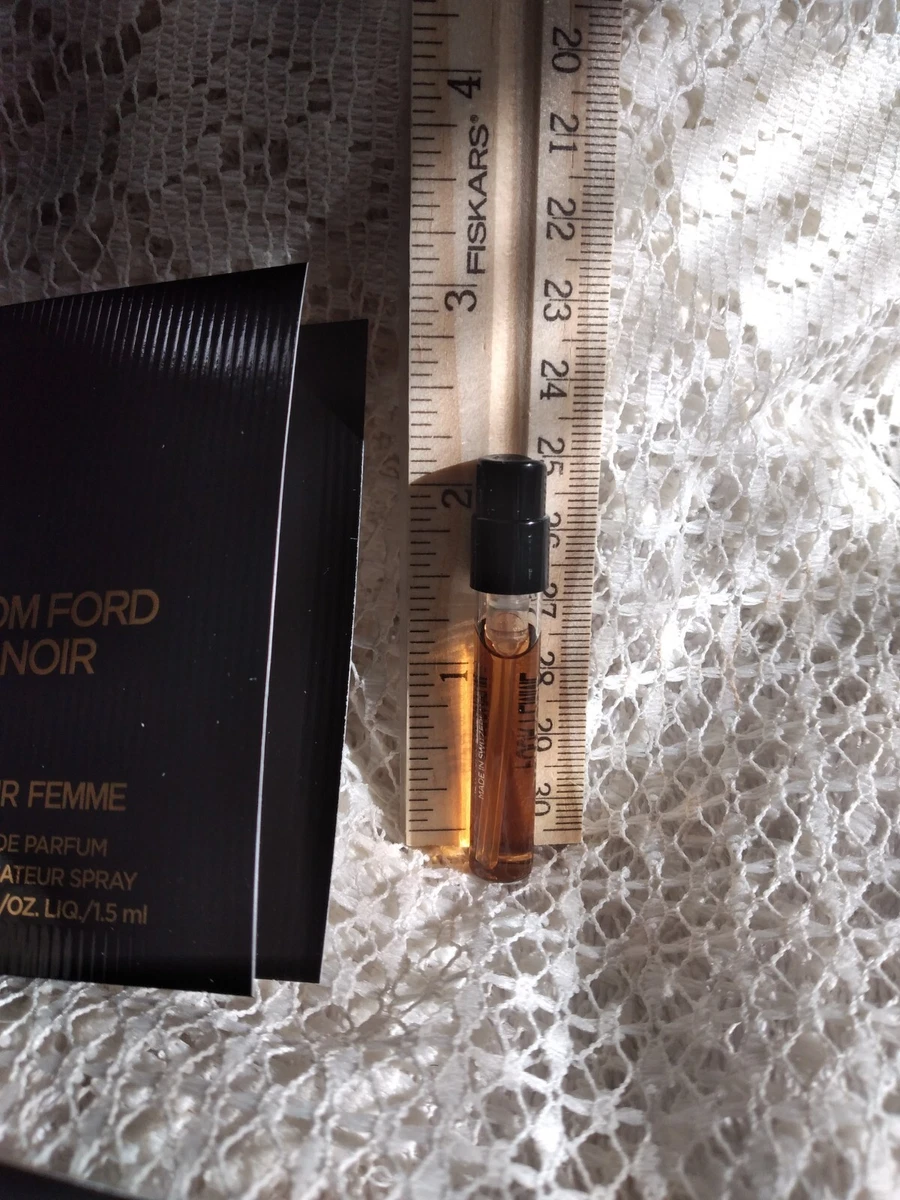 OM FORD
NOIR
R FEMME
DE PARFUM
ATEUR SPRAY
/OZ. LIQ./1.5 ml
4
FISKARS®
3
2
1
20
21
22
23
24
25
26
27
28
29
30
MADE IN SWITZE